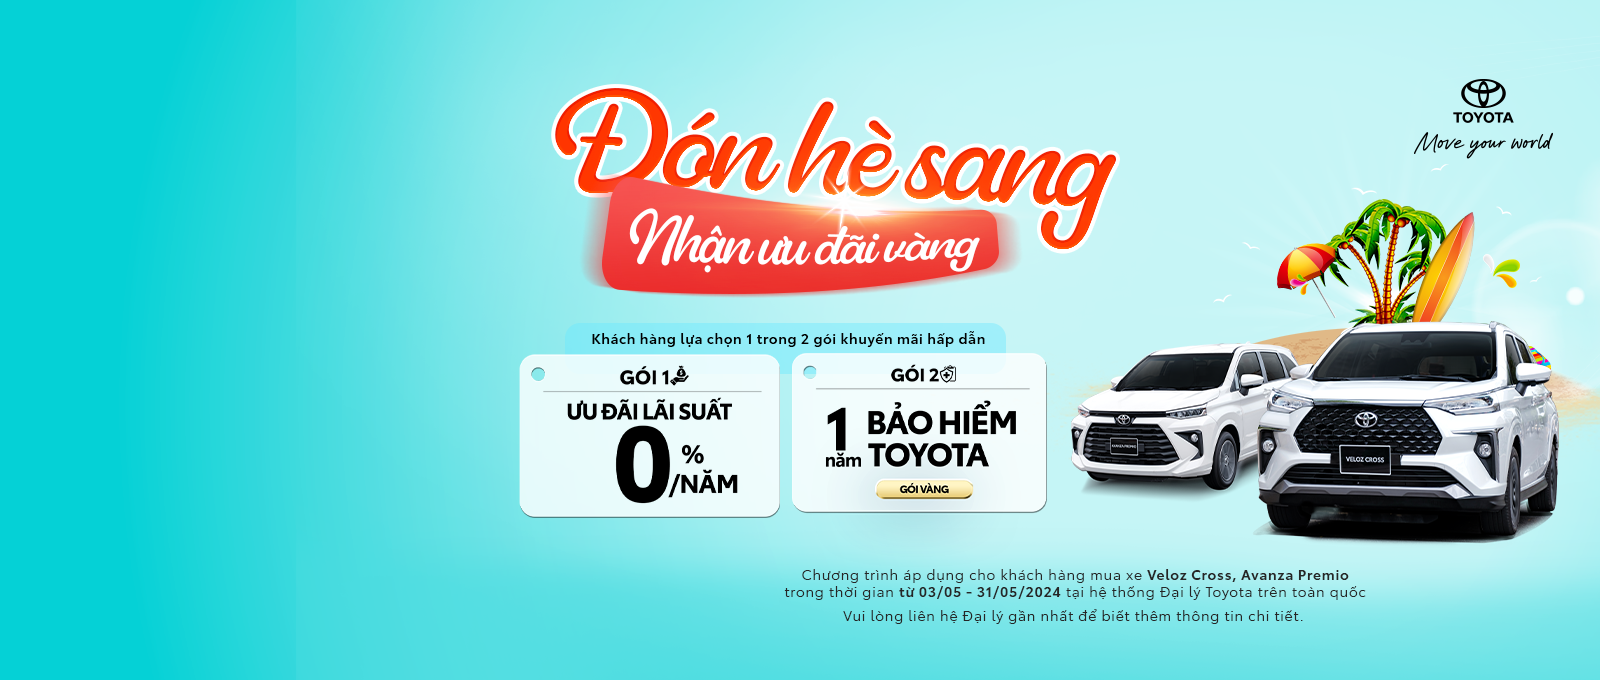 TOYOTA
Move your world
Đón hè sang
Nhận ưu đãi vàng
Khách hàng lựa chọn 1 trong 2 gói khuyến mãi hấp dẫn
GÓI 1
ƯU ĐÃI LÃI SUẤT
0%
/NĂM
GÓI 2
1 năm
BẢO HIỂM
TOYOTA
GÓI VÀNG
AVANZA PREMIO
VELOZ CROSS
Chương trình áp dụng cho khách hàng mua xe Veloz Cross, Avanza Premio
trong thời gian từ 03/05 - 31/05/2024 tại hệ thống Đại lý Toyota trên toàn quốc
Vui lòng liên hệ Đại lý gần nhất để biết thêm thông tin chi tiết.